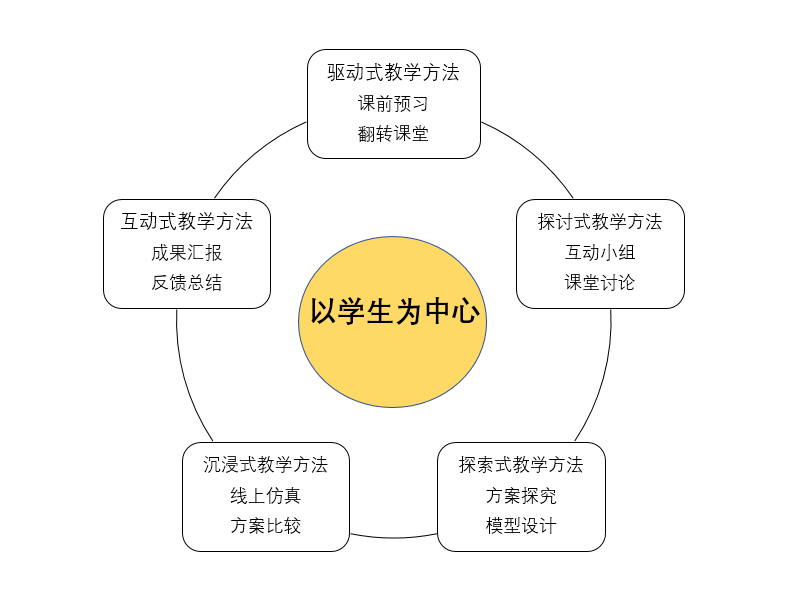 驱动式教学方法
课前预习
翻转课堂
互动式教学方法
成果汇报
反馈总结
探讨式教学方法
互动小组
课堂讨论
以学生为中心
沉浸式教学方法
线上仿真
方案比较
探索式教学方法
方案探究
模型设计